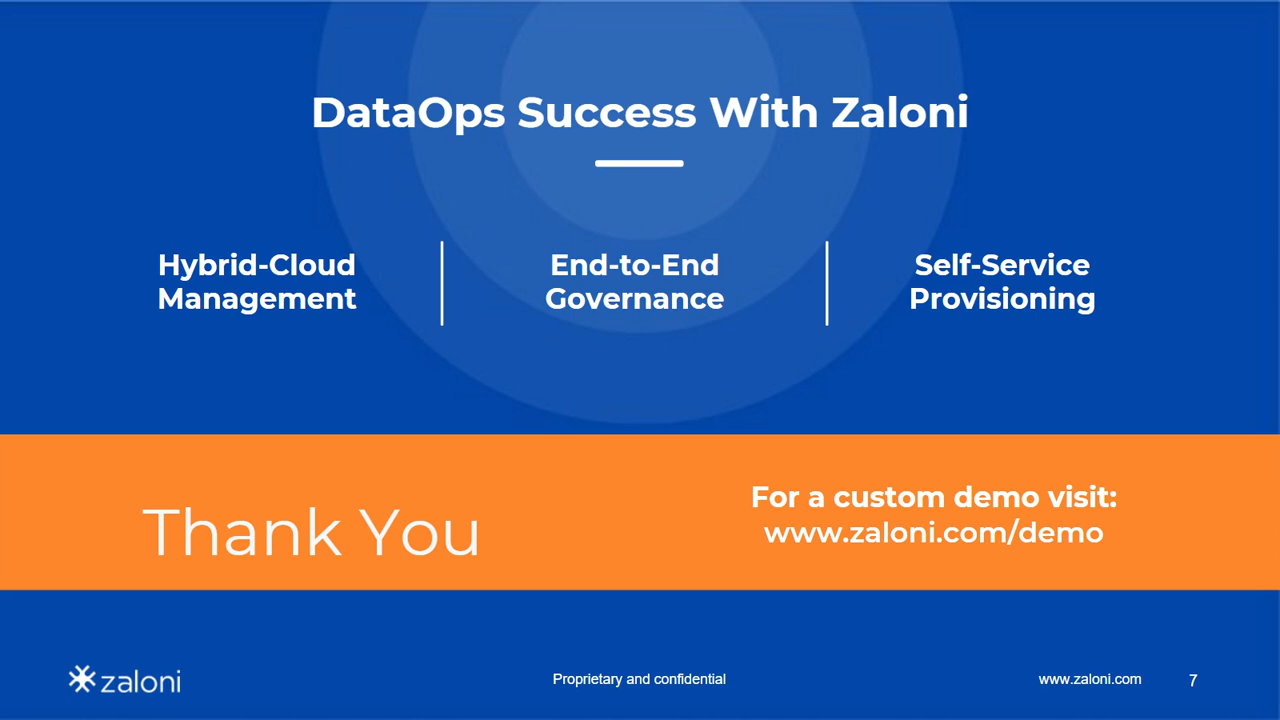 DataOps Success With Zaloni
Hybrid-Cloud
Management
End-to-End
Governance
Self-Service
Provisioning
Thank You
For a custom demo visit:
www.zaloni.com/demo
zaloni
Proprietary and confidential
www.zaloni.com
7